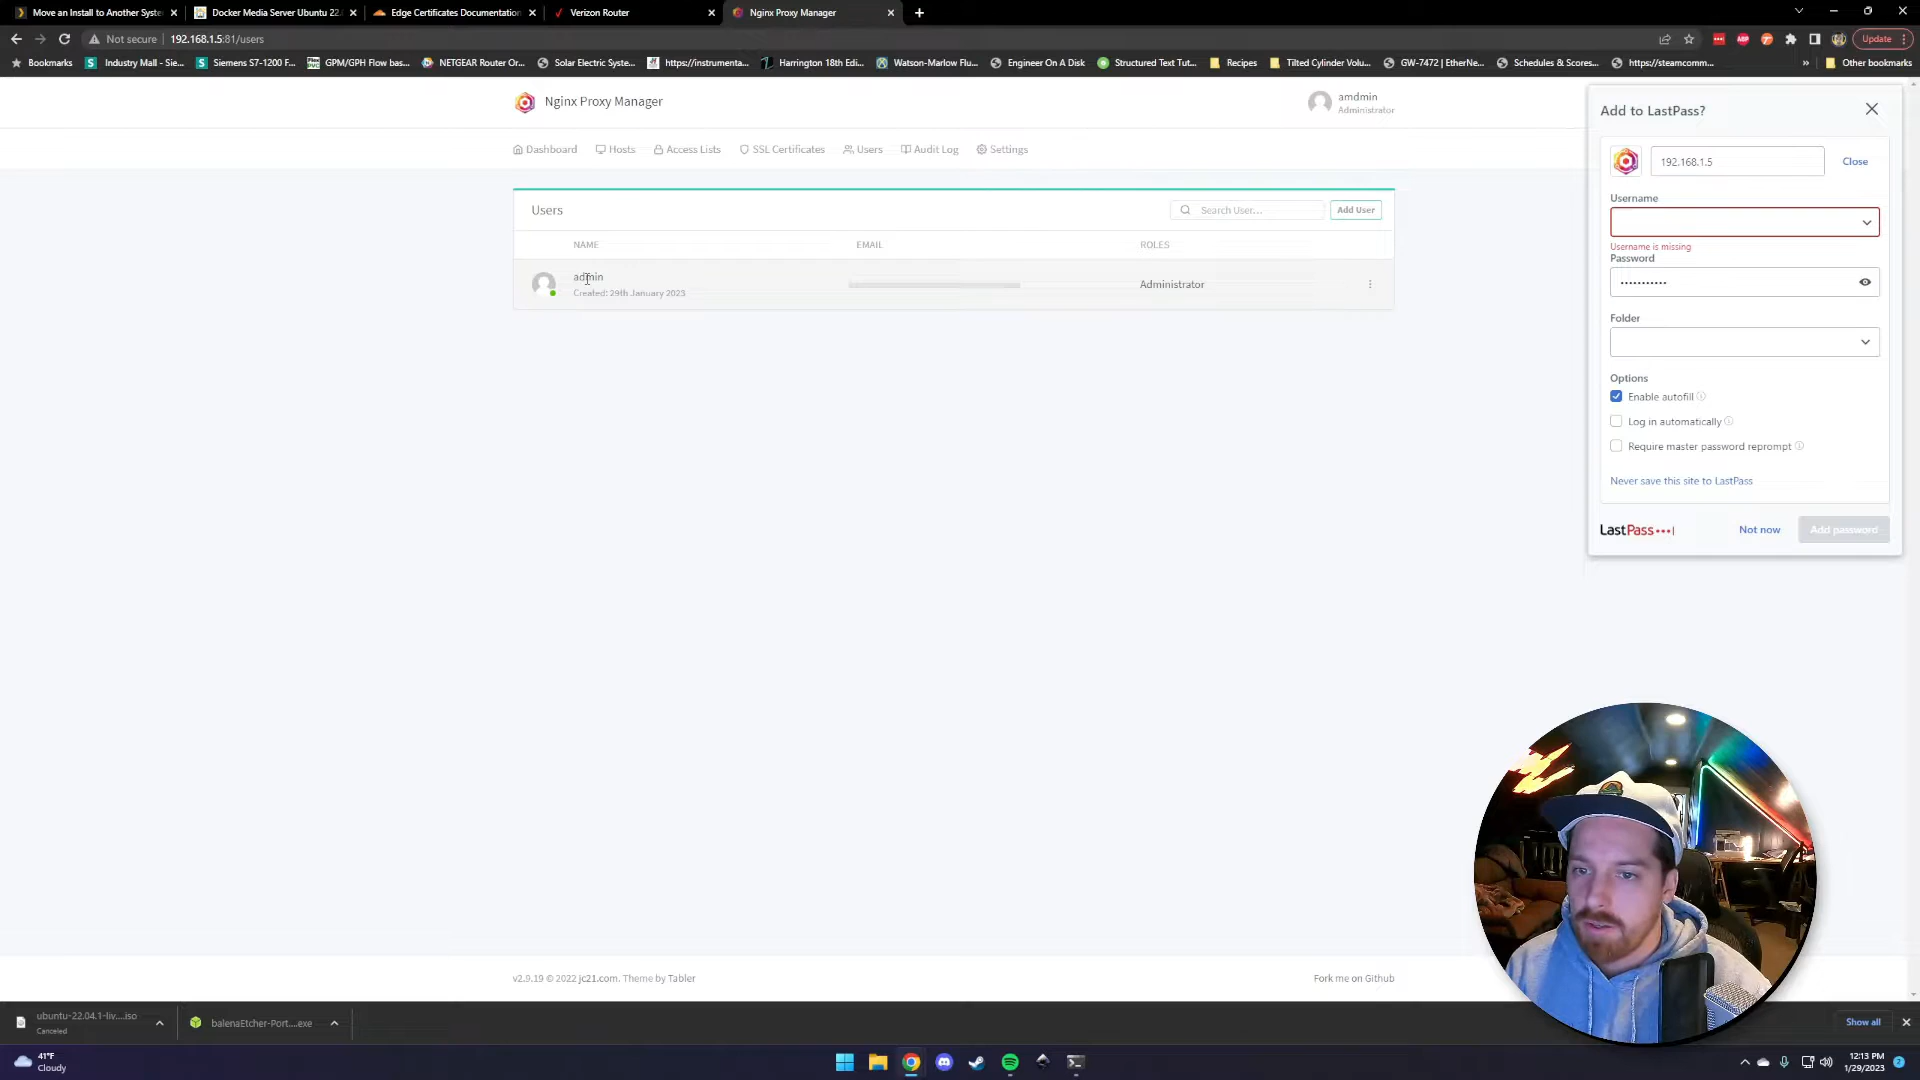 Move an Install to Another Syste
Docker Media Server Ubuntu 22.
Edge Certificates Documentation
Verizon Router
Nginx Proxy Manager
Not secure
192.168.1.5:81/users
Update
Bookmarks
Industry Mall - Sie...
Siemens S7-1200 F...
GPM/GPH Flow bas...
NETGEAR Router Or...
Solar Electric Syste...
https://instrumenta...
Harrington 18th Edi...
Watson-Marlow Flu...
Engineer On A Disk
Structured Text Tut...
Recipes
Tilted Cylinder Volu...
GW-7472 | EtherNe...
Schedules & Scores...
https://steamcomm...
»
Other bookmarks
Nginx Proxy Manager
amdmin
Administrator
Dashboard
Hosts
Access Lists
SSL Certificates
Users
Audit Log
Settings
Users
Search User...
Add User
NAME
EMAIL
ROLES
admin
Created: 29th January 2023
Administrator
Add to LastPass?
192.168.1.5
Close
Username
Username is missing
Password
Folder
Options
Enable autofill
Log in automatically
Require master password reprompt
Never save this site to LastPass
LastPass
Not now
Add password
v2.9.19 © 2022 jc21.com. Theme by Tabler
Fork me on Github
ubuntu-22.04.1-liv....iso
Canceled
balenaEtcher-Port....exe
Show all
41°F
Cloudy
12:13 PM
1/29/2023
2